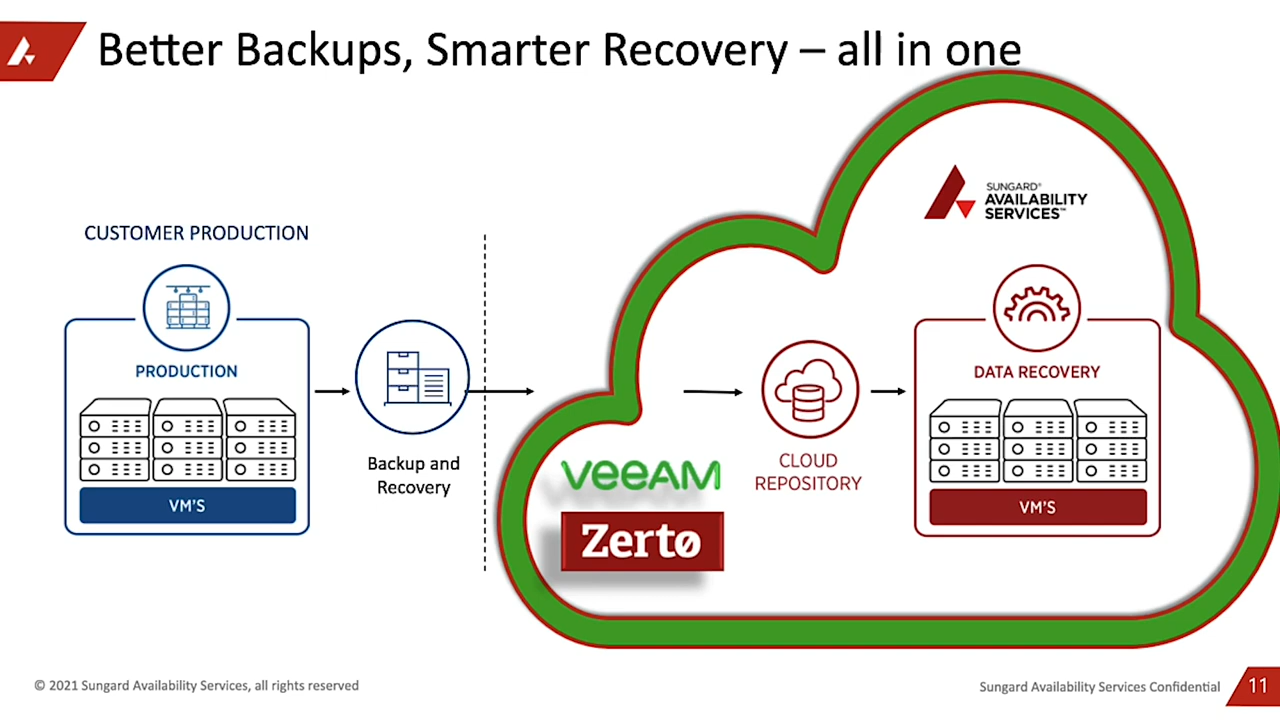 Better Backups, Smarter Recovery – all in one
SUNGARD®
AVAILABILITY
SERVICES™
CUSTOMER PRODUCTION
PRODUCTION
VM'S
Backup and
Recovery
veeam
Zerto
CLOUD
REPOSITORY
DATA RECOVERY
VM'S
© 2021 Sungard Availability Services, all rights reserved
Sungard Availability Services Confidential
11